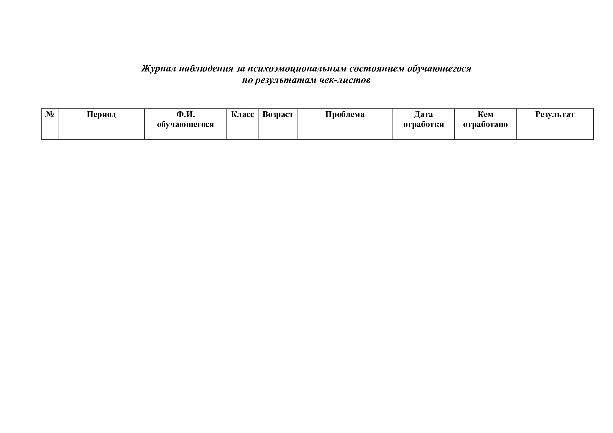 Журнал наблюдения за психоэмоциональным состоянием обучающегося
по результатам чек-листов
№ Период Ф.И. Класс Возраст Проблема Дата Кем Результат
обучающегося отработки отработано